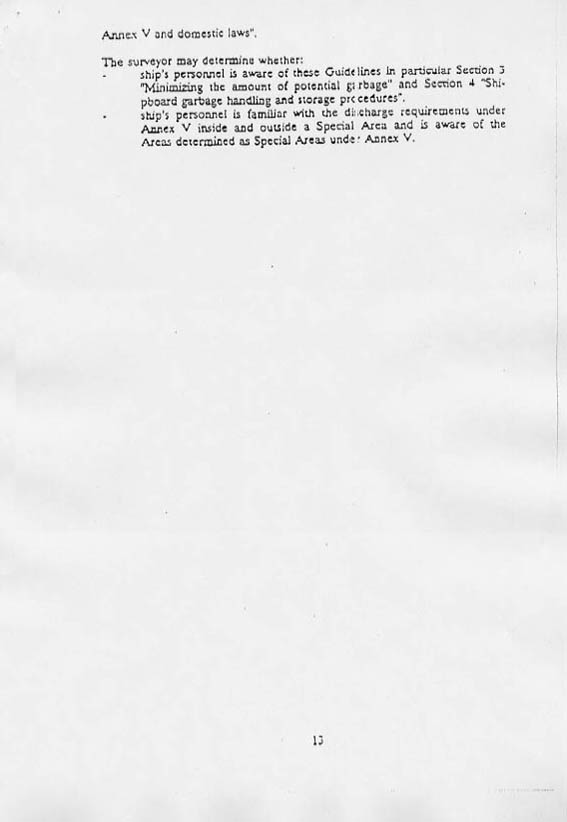 Annex V and domestic laws".
The surveyor may determine whether:
- ship's personnel is aware of these Guidelines in particular Section 3
"Minimizing the amount of potential garbage" and Section 4 "Shi-
pboard garbage handling and storage procedures".
- ship's personnel is familiar with the discharge requirements under
Annex V inside and outside a Special Area and is aware of the
Areas determined as Special Areas under Annex V.
13